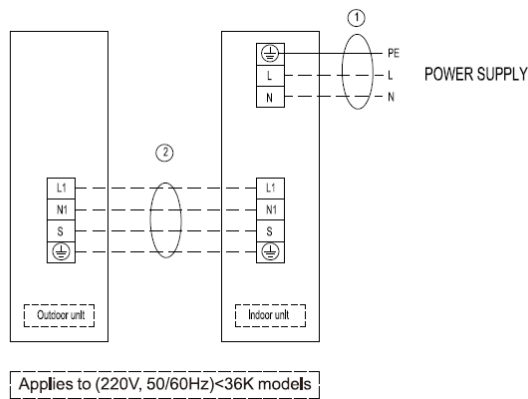 ①
PE
L L POWER SUPPLY
N N
②
L1 L1
N1 N1
S S
Outdoor unit Indoor unit
Applies to (220V, 50/60Hz)<36K models